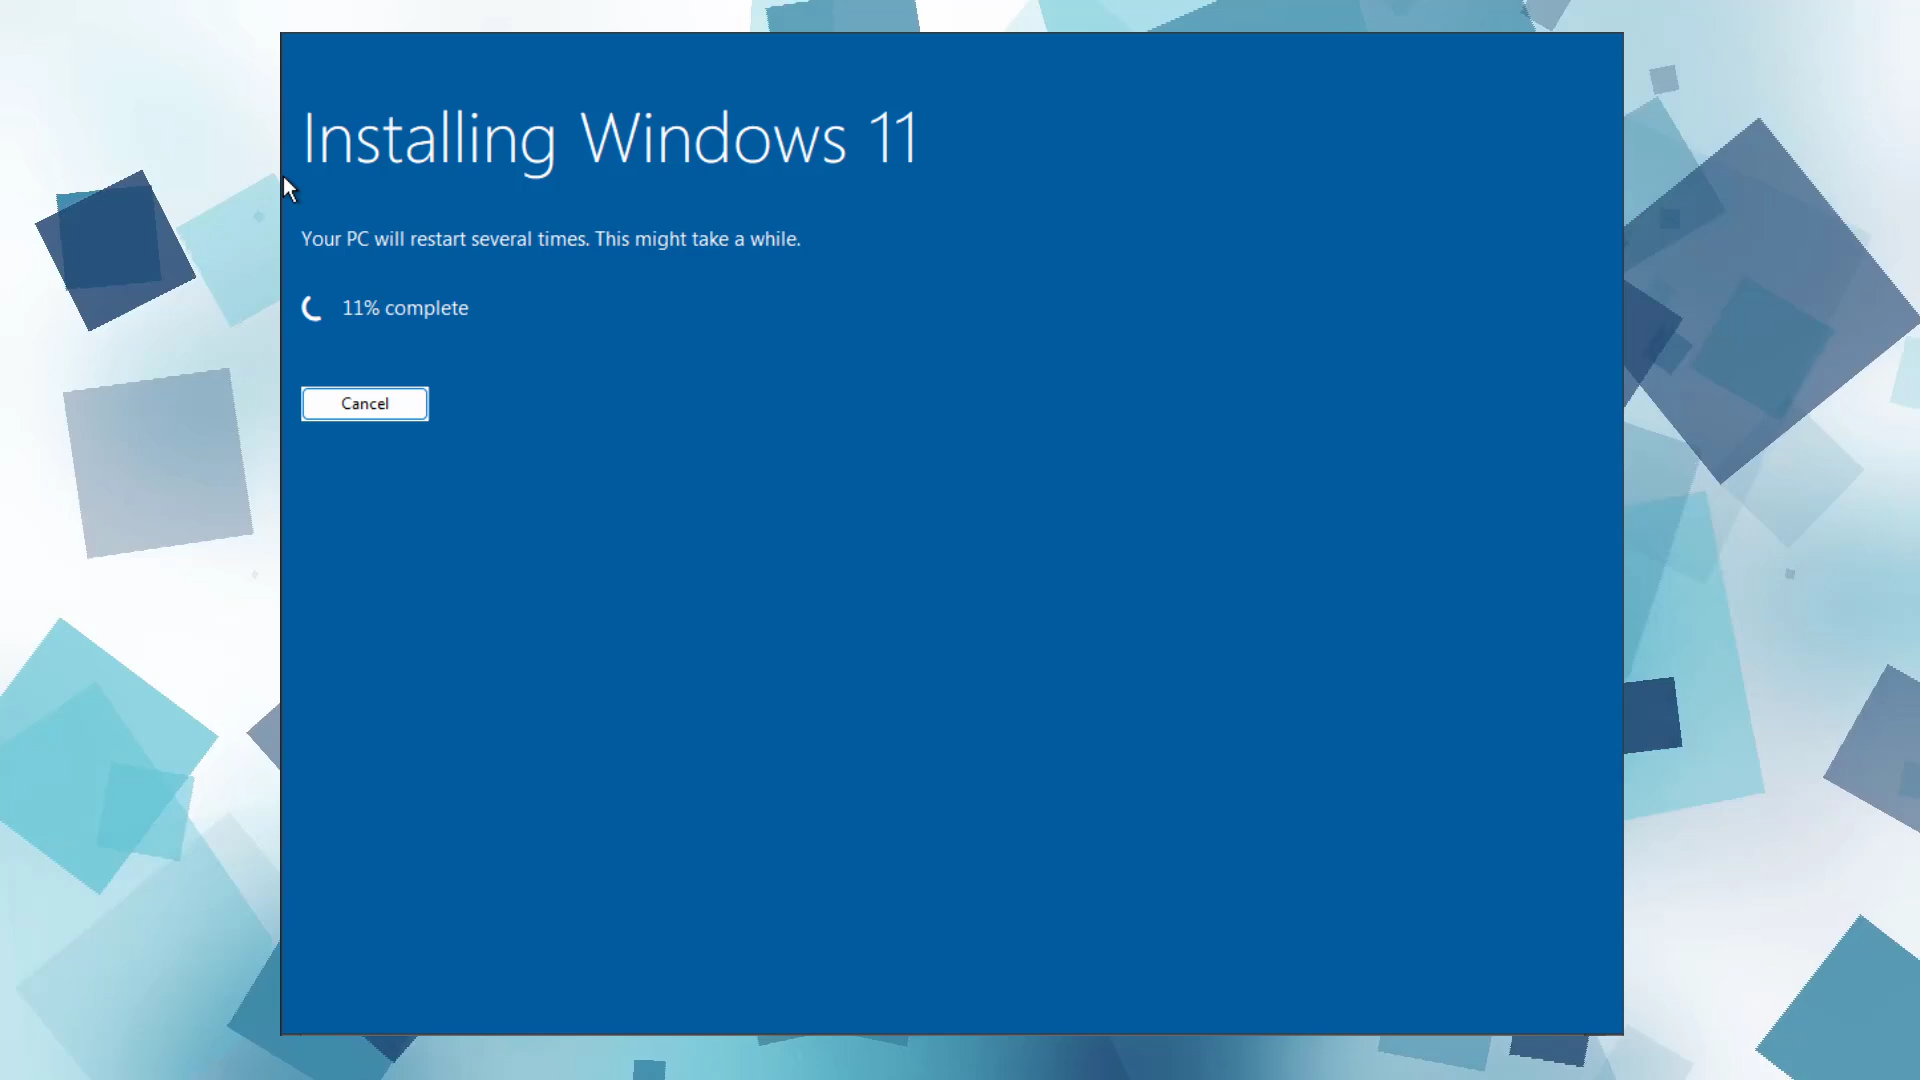 Installing Windows 11
Your PC will restart several times. This might take a while.
11% complete
Cancel